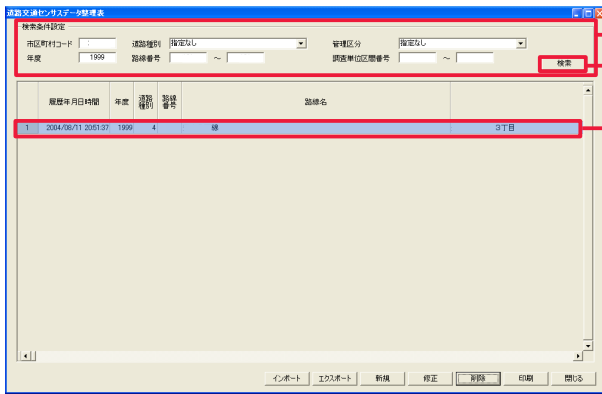 道路交通センサスデータ整理表
検索条件設定
市区町村コード : 道路種別 指定なし 管理区分 指定なし
年度 1999 路線番号 ～ 調査単位区間番号 ～
検索
履歴年月日時間 年度 道路種別 路線番号 路線名
1 2004/08/11 20:51:37 1999 4 線 3丁目
インポート エクスポート 新規 修正 削除 印刷 閉じる